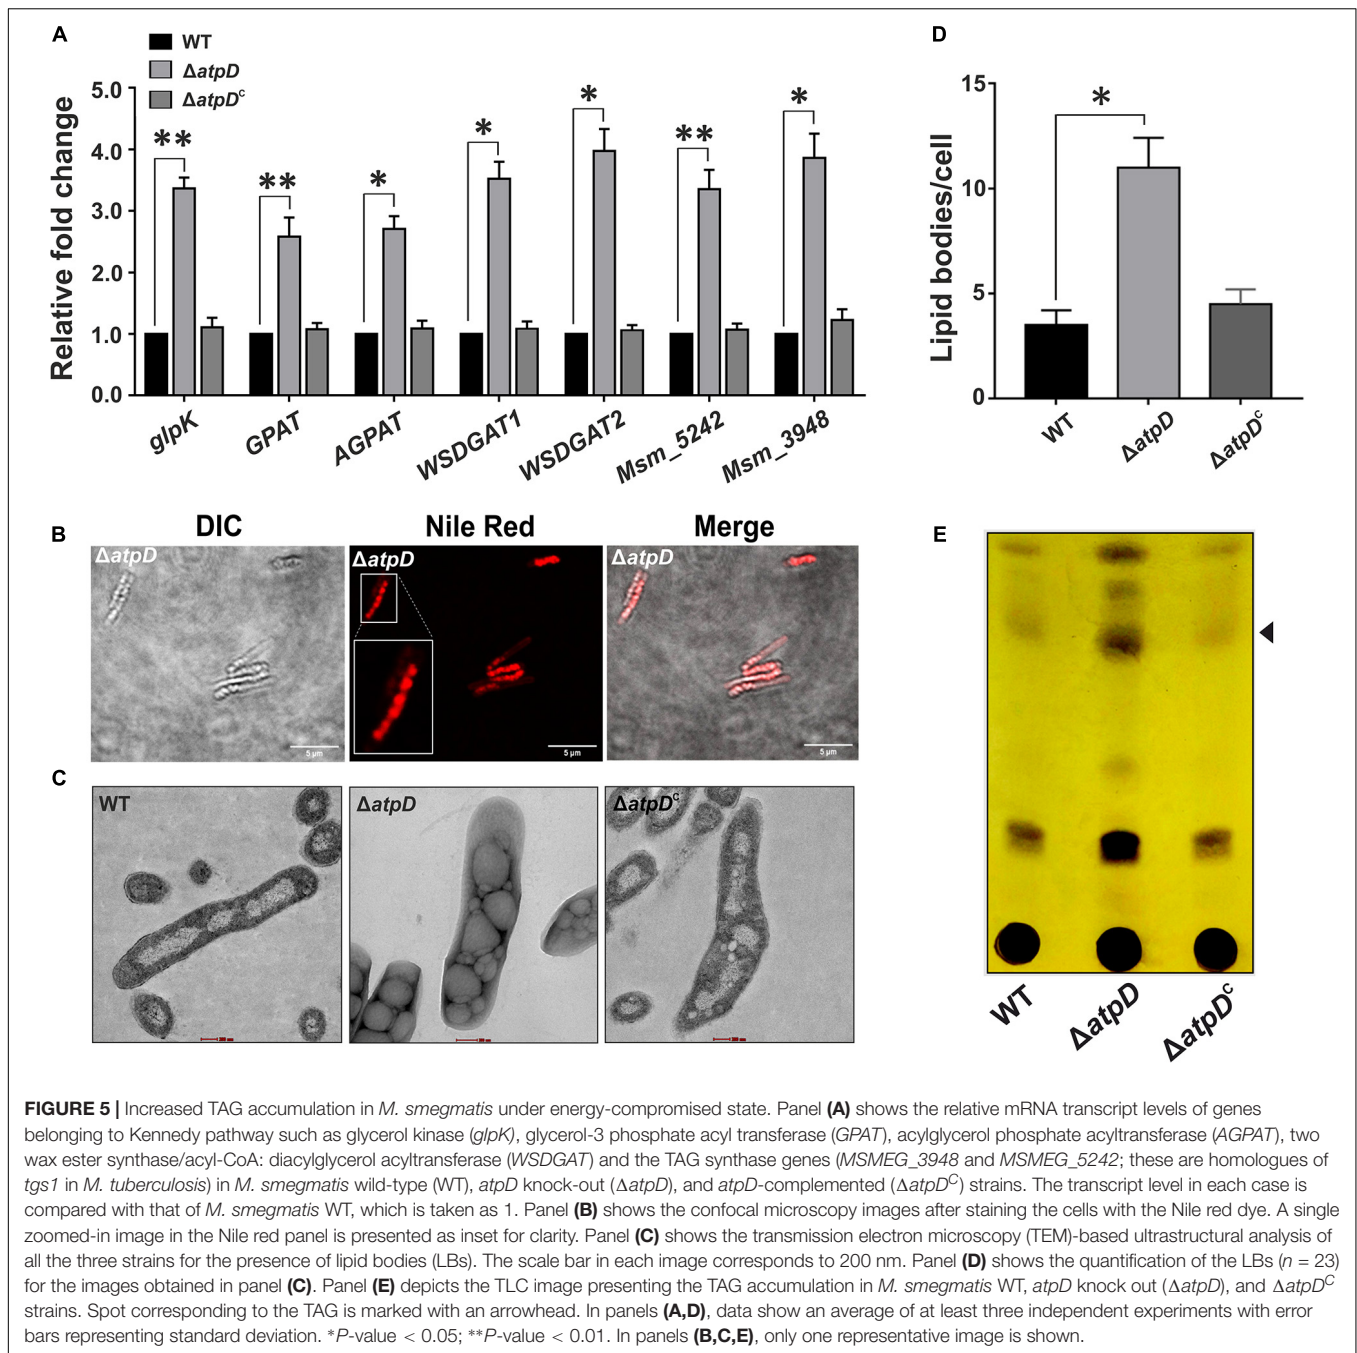 A
WT
ΔatpD
ΔatpDᶜ
Relative fold change
5.0
4.0
3.0
2.0
1.0
0.0
**
**
*
*
*
**
*
glpK
GPAT
AGPAT
WSDGAT1
WSDGAT2
Msm_5242
Msm_3948
D
Lipid bodies/cell
15
10
5
0
*
WT
ΔatpD
ΔatpDᶜ
B
DIC
Nile Red
Merge
ΔatpD
ΔatpD
ΔatpD
5 µm
5 µm
5 µm
C
WT
ΔatpD
ΔatpDᶜ
E
WT
ΔatpD
ΔatpDᶜ
FIGURE 5 | Increased TAG accumulation in M. smegmatis under energy-compromised state. Panel (A) shows the relative mRNA transcript levels of genes
belonging to Kennedy pathway such as glycerol kinase (glpK), glycerol-3 phosphate acyl transferase (GPAT), acylglycerol phosphate acyltransferase (AGPAT), two
wax ester synthase/acyl-CoA: diacylglycerol acyltransferase (WSDGAT) and the TAG synthase genes (MSMEG_3948 and MSMEG_5242; these are homologues of
tgs1 in M. tuberculosis) in M. smegmatis wild-type (WT), atpD knock-out (ΔatpD), and atpD-complemented (ΔatpDC) strains. The transcript level in each case is
compared with that of M. smegmatis WT, which is taken as 1. Panel (B) shows the confocal microscopy images after staining the cells with the Nile red dye. A single
zoomed-in image in the Nile red panel is presented as inset for clarity. Panel (C) shows the transmission electron microscopy (TEM)-based ultrastructural analysis of
all the three strains for the presence of lipid bodies (LBs). The scale bar in each image corresponds to 200 nm. Panel (D) shows the quantification of the LBs (n = 23)
for the images obtained in panel (C). Panel (E) depicts the TLC image presenting the TAG accumulation in M. smegmatis WT, atpD knock out (ΔatpD), and ΔatpDC
strains. Spot corresponding to the TAG is marked with an arrowhead. In panels (A,D), data show an average of at least three independent experiments with error
bars representing standard deviation. *P-value < 0.05; **P-value < 0.01. In panels (B,C,E), only one representative image is shown.